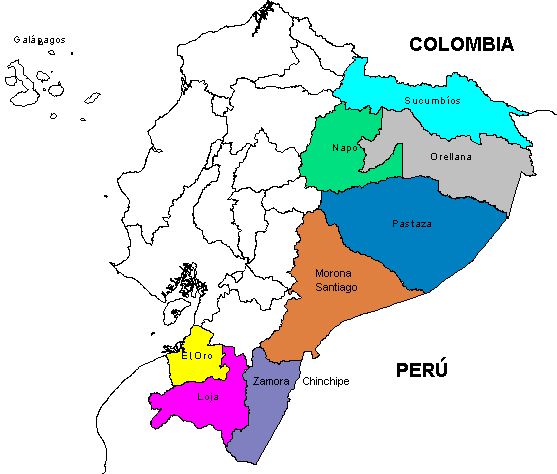 Galápagos
COLOMBIA
Sucumbíos
Napo
Orellana
Pastaza
Morona
Santiago
El Oro
PERÚ
Zamora Chinchipe
Loja